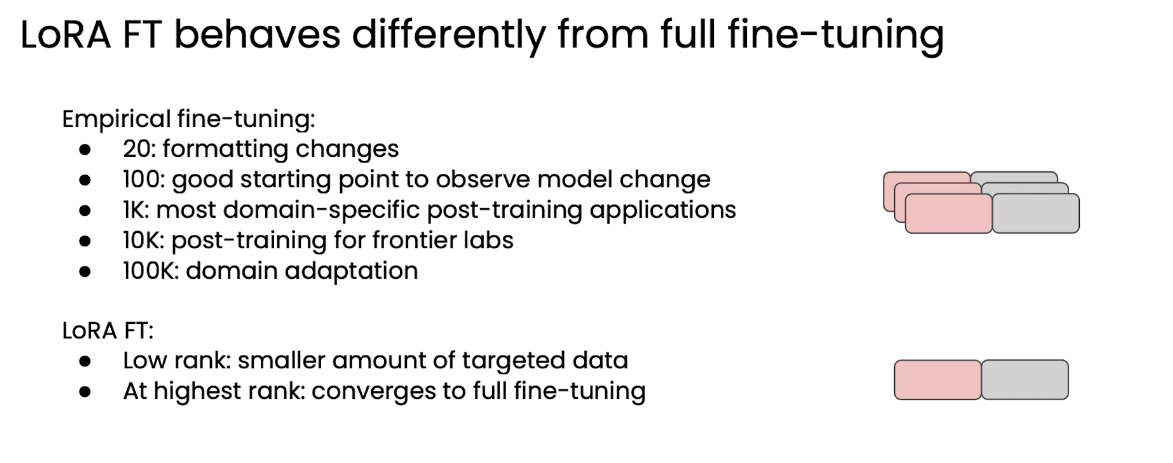 LoRA FT behaves differently from full fine-tuning
Empirical fine-tuning:
● 20: formatting changes
● 100: good starting point to observe model change
● 1K: most domain-specific post-training applications
● 10K: post-training for frontier labs
● 100K: domain adaptation
LoRA FT:
● Low rank: smaller amount of targeted data
● At highest rank: converges to full fine-tuning